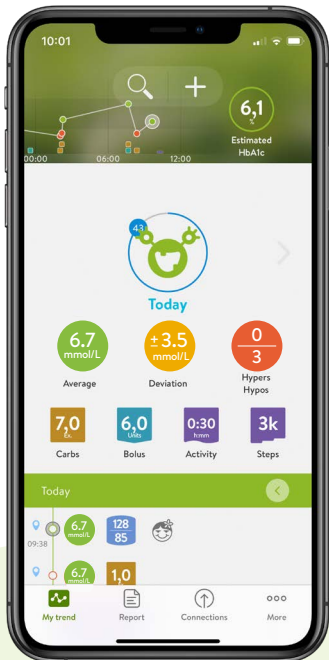 10:01
6,1
%
Estimated
HbA1c
00:00 06:00 12:00
43
Today
6.7
mmol/L
±3.5
mmol/L
0
3
Average
Deviation
Hypers
Hypos
7,0
Ex.
6,0
Units
0:30
h:mm
3k
Carbs
Bolus
Activity
Steps
Today
09:38
6.7
mmol/L
128
85
6.7
mmol/L
1,0
My trend
Report
Connections
More